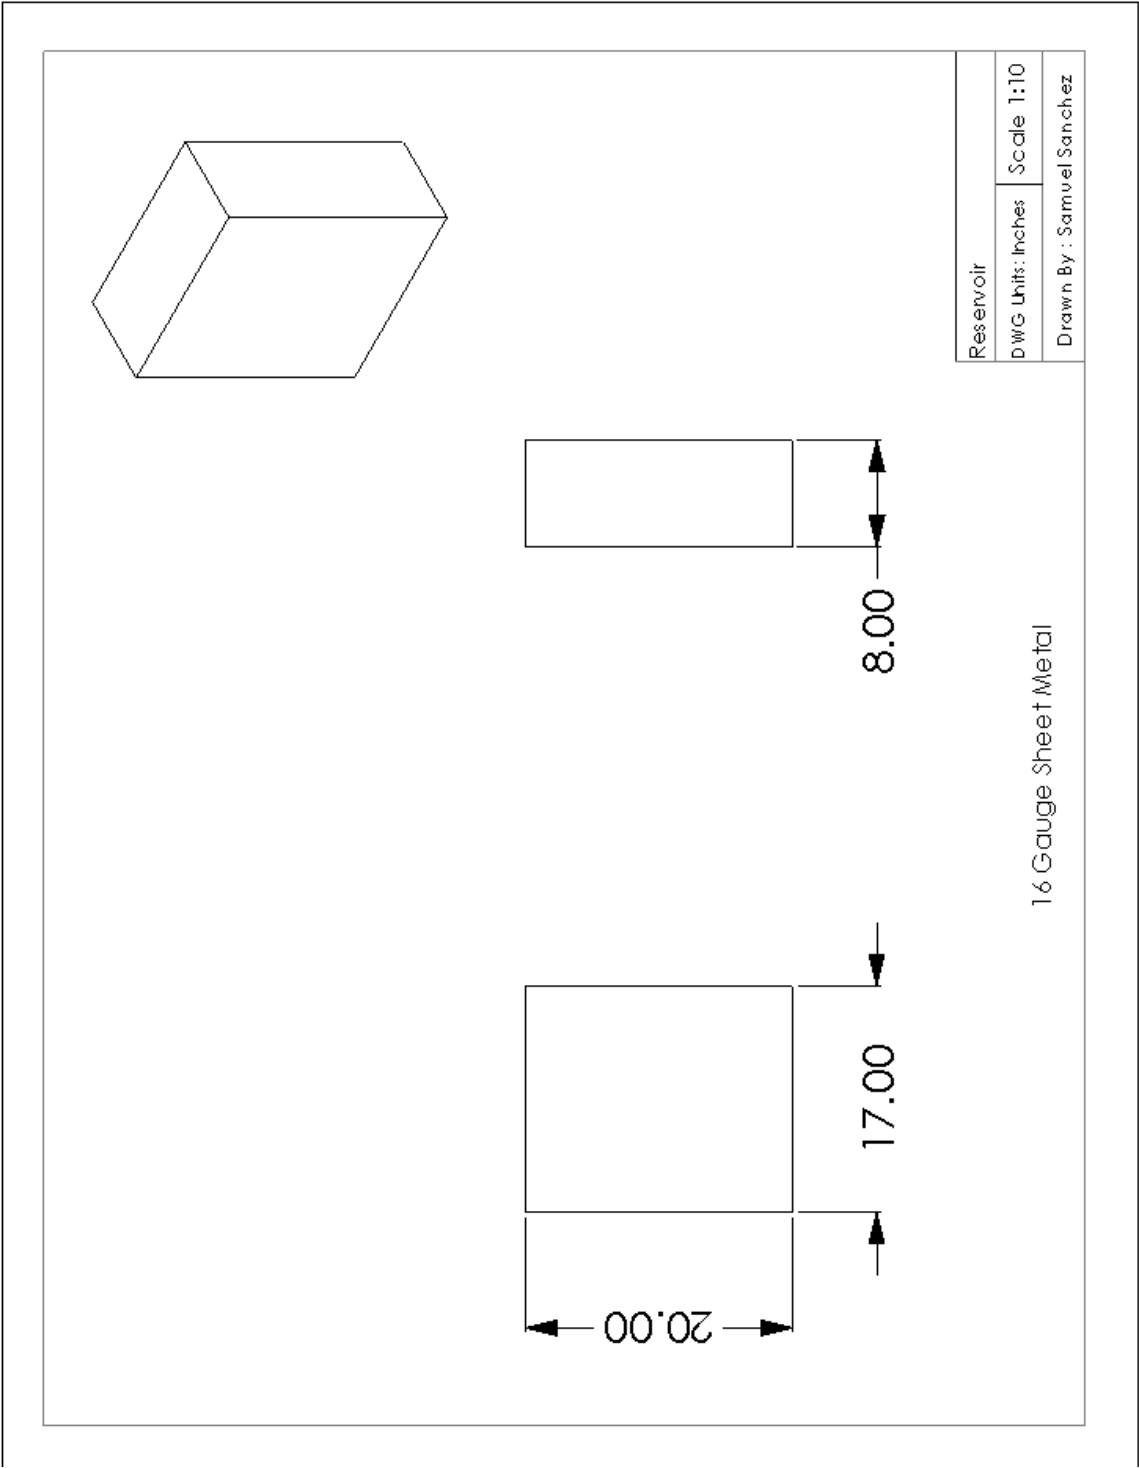 20.00
17.00
8.00
16 Gauge Sheet Metal
Reservoir
DWG Units: Inches
Scale 1:10
Drawn By : Samuel Sanchez